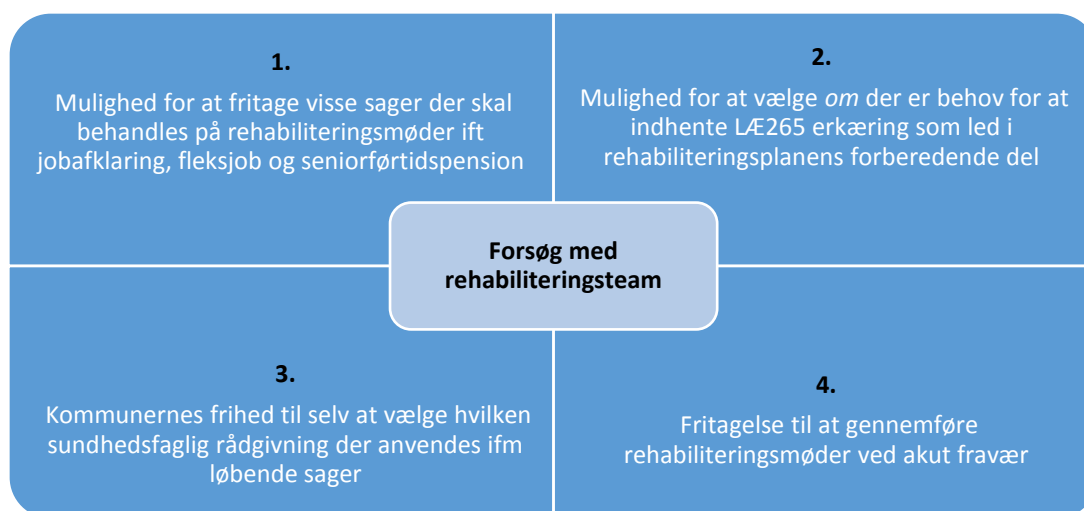 1.
Mulighed for at fritage visse sager der skal
behandles på rehabiliteringsmøder ift
jobafklaring, fleksjob og seniorførtidspension
2.
Mulighed for at vælge om der er behov for at
indhente LÆ265 erkæring som led i
rehabiliteringsplanens forberedende del
Forsøg med
rehabiliteringsteam
3.
Kommunernes frihed til selv at vælge hvilken
sundhedsfaglig rådgivning der anvendes ifm
løbende sager
4.
Fritagelse til at gennemføre
rehabiliteringsmøder ved akut fravær